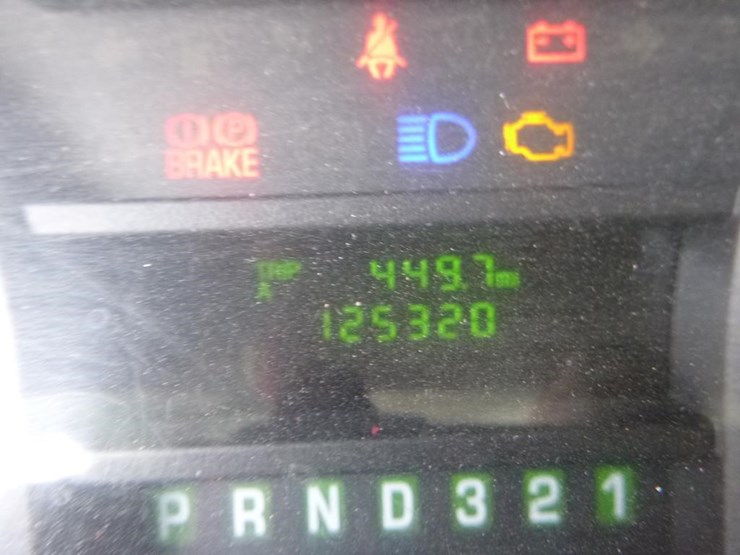 P
BRAKE
TRIP 449.7 mi
A
125320
P R N D 3 2 1